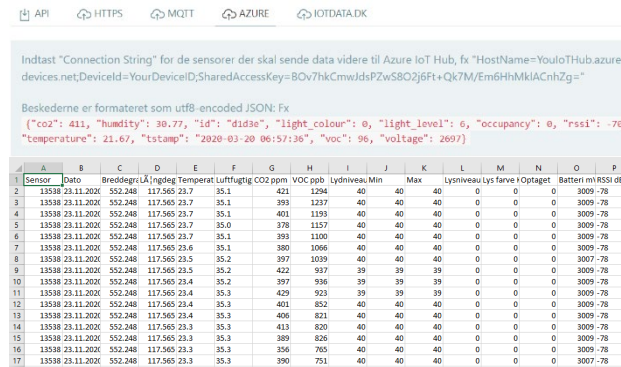 API HTTPS MQTT AZURE IOTDATA.DK
Indtast "Connection String" for de sensorer der skal sende data videre til Azure IoT Hub, fx "HostName=YouIoTHub.azure
devices.net;DeviceId=YourDeviceID;SharedAccessKey=8Ov7hkCmwJdsPZwS8O2j6Ft+Qk7M/Em6HhMklACnhZg="
Beskederne er formateret som utf8-encoded JSON: Fx
{"co2": 411, "humdity": 30.77, "id": "d1d3e", "light_colour": 0, "light_level": 6, "occupancy": 0, "rssi": -70
"temperature": 21.67, "tstamp": "2020-03-20 06:57:36", "voc": 96, "voltage": 2697}
A B C D E F G H I J K L M N O P
1 Sensor Dato Breddegra LÃ¦ngdeg Temperat Luftfugtig CO2 ppm VOC ppb Lydniveau Min Max Lysniveau Lys farve Optaget Batteri m RSSI dB
2 13538 23.11.2020 552.248 117.565 23.7 35.1 421 1294 40 40 40 0 0 0 3009 -78
3 13538 23.11.2020 552.248 117.565 23.7 35.1 393 1237 40 40 40 0 0 0 3009 -78
4 13538 23.11.2020 552.248 117.565 23.7 35.1 401 1193 40 40 40 0 0 0 3009 -78
5 13538 23.11.2020 552.248 117.565 23.7 35.0 378 1157 40 40 40 0 0 0 3009 -78
6 13538 23.11.2020 552.248 117.565 23.7 35.1 393 1100 40 40 40 0 0 0 3009 -78
7 13538 23.11.2020 552.248 117.565 23.6 35.1 380 1066 40 40 40 0 0 0 3009 -78
8 13538 23.11.2020 552.248 117.565 23.5 35.2 397 1039 40 40 40 0 0 0 3007 -78
9 13538 23.11.2020 552.248 117.565 23.5 35.2 422 937 39 39 39 0 0 0 3009 -78
10 13538 23.11.2020 552.248 117.565 23.4 35.2 397 936 39 39 39 0 0 0 3009 -78
11 13538 23.11.2020 552.248 117.565 23.4 35.3 429 923 39 39 39 0 0 0 3009 -78
12 13538 23.11.2020 552.248 117.565 23.4 35.3 401 852 40 40 40 0 0 0 3009 -78
13 13538 23.11.2020 552.248 117.565 23.4 35.3 406 821 40 40 40 0 0 0 3009 -78
14 13538 23.11.2020 552.248 117.565 23.3 35.3 413 820 40 40 40 0 0 0 3009 -78
15 13538 23.11.2020 552.248 117.565 23.3 35.3 389 826 40 40 40 0 0 0 3009 -78
16 13538 23.11.2020 552.248 117.565 23.3 35.3 356 765 40 40 40 0 0 0 3009 -78
17 13538 23.11.2020 552.248 117.565 23.3 35.3 390 751 40 40 40 0 0 0 3007 -78